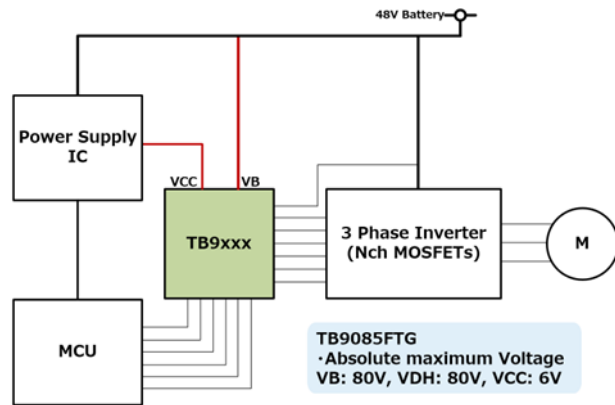 48V Battery
Power Supply
IC
VCC
VB
TB9xxx
3 Phase Inverter
(Nch MOSFETs)
M
MCU
TB9085FTG
・Absolute maximum Voltage
VB: 80V, VDH: 80V, VCC: 6V